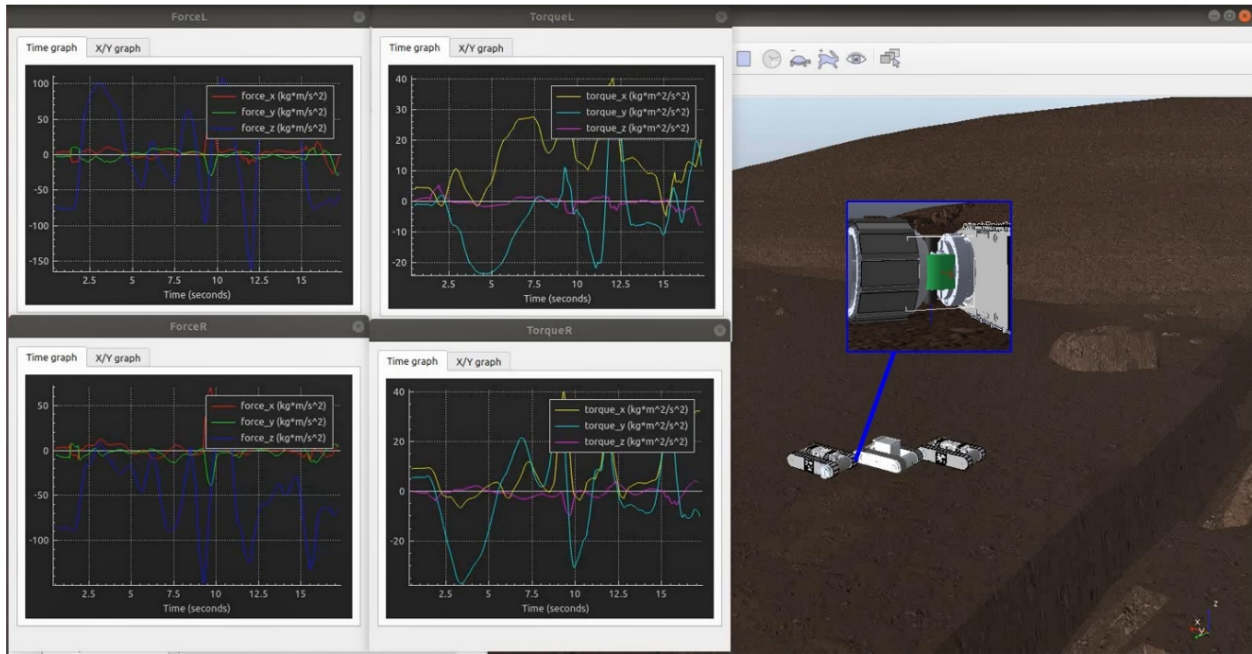 ForceL
Time graph X/Y graph
100
50
0
-50
-100
-150
force_x (kg*m/s^2)
force_y (kg*m/s^2)
force_z (kg*m/s^2)
2.5 5 7.5 10 12.5 15
Time (seconds)
TorqueL
Time graph X/Y graph
40
30
20
10
0
-10
-20
torque_x (kg*m^2/s^2)
torque_y (kg*m^2/s^2)
torque_z (kg*m^2/s^2)
2.5 5 7.5 10 12.5 15
Time (seconds)
ForceR
Time graph X/Y graph
50
0
-50
-100
force_x (kg*m/s^2)
force_y (kg*m/s^2)
force_z (kg*m/s^2)
2.5 5 7.5 10 12.5 15
Time (seconds)
TorqueR
Time graph X/Y graph
40
20
0
-20
torque_x (kg*m^2/s^2)
torque_y (kg*m^2/s^2)
torque_z (kg*m^2/s^2)
2.5 5 7.5 10 12.5 15
Time (seconds)
z
x
y